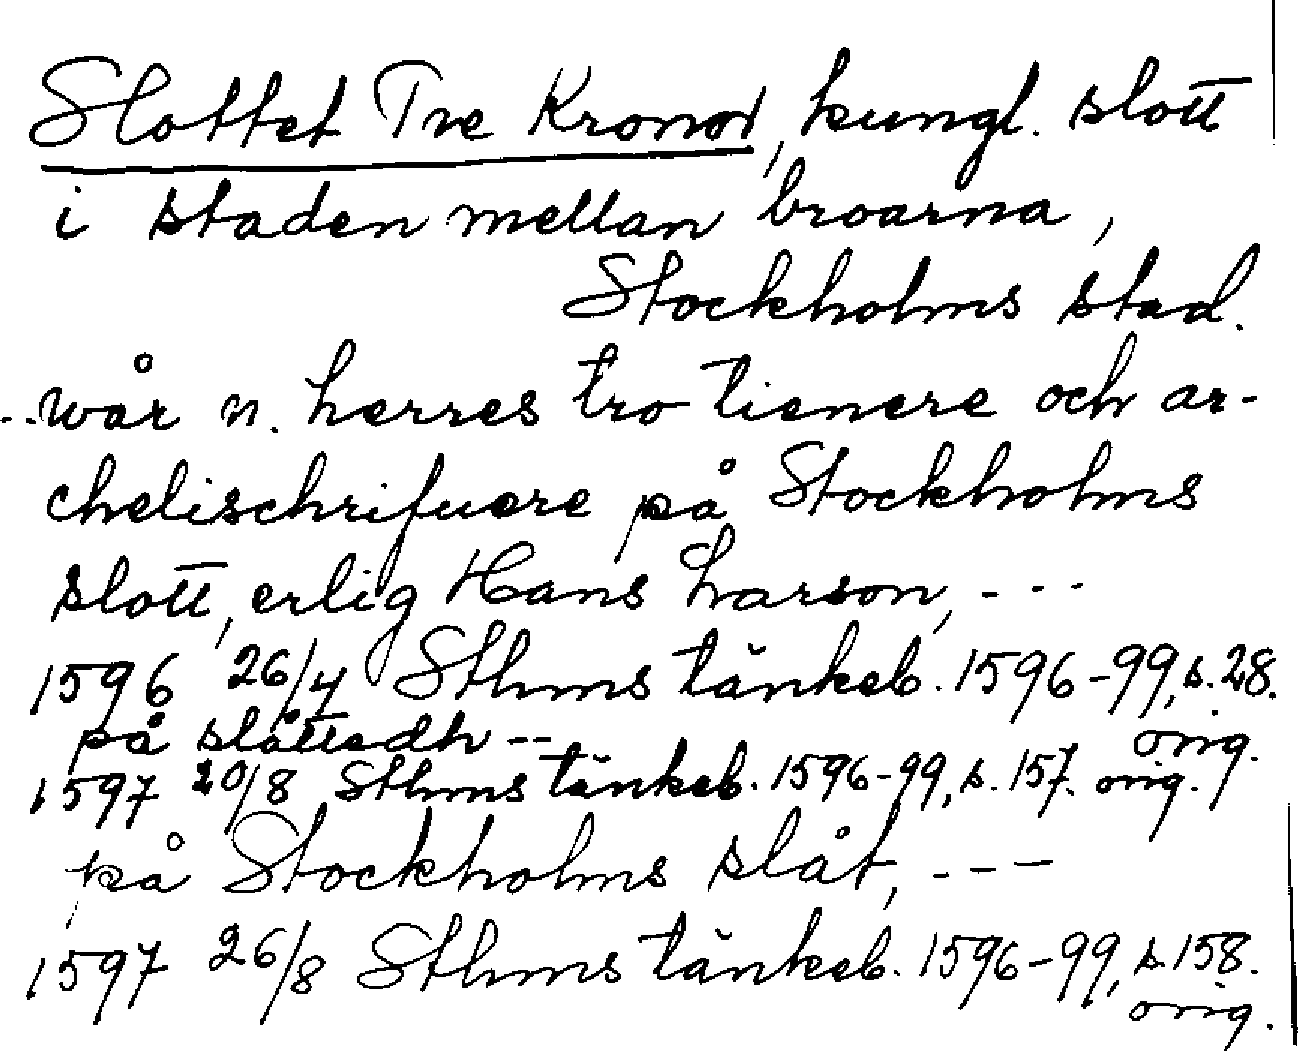 Slottet Tre Kronor, kungl. slott
i staden mellan broarna,
Stockholms stad.
..wår n. herres tro tienere och ar-
chelischrifuere på Stockholms
slott, erlig Hans Larson, - - -
1596 26/4 Sthms tänkeb. 1596-99, s. 28.
orig.
på slåttedh - -
1597 20/8 Sthms tänkeb. 1596-99, s. 157. orig.
på Stockholms slåt, - - -
1597 26/8 Sthms tänkeb. 1596-99, s. 158.
orig.